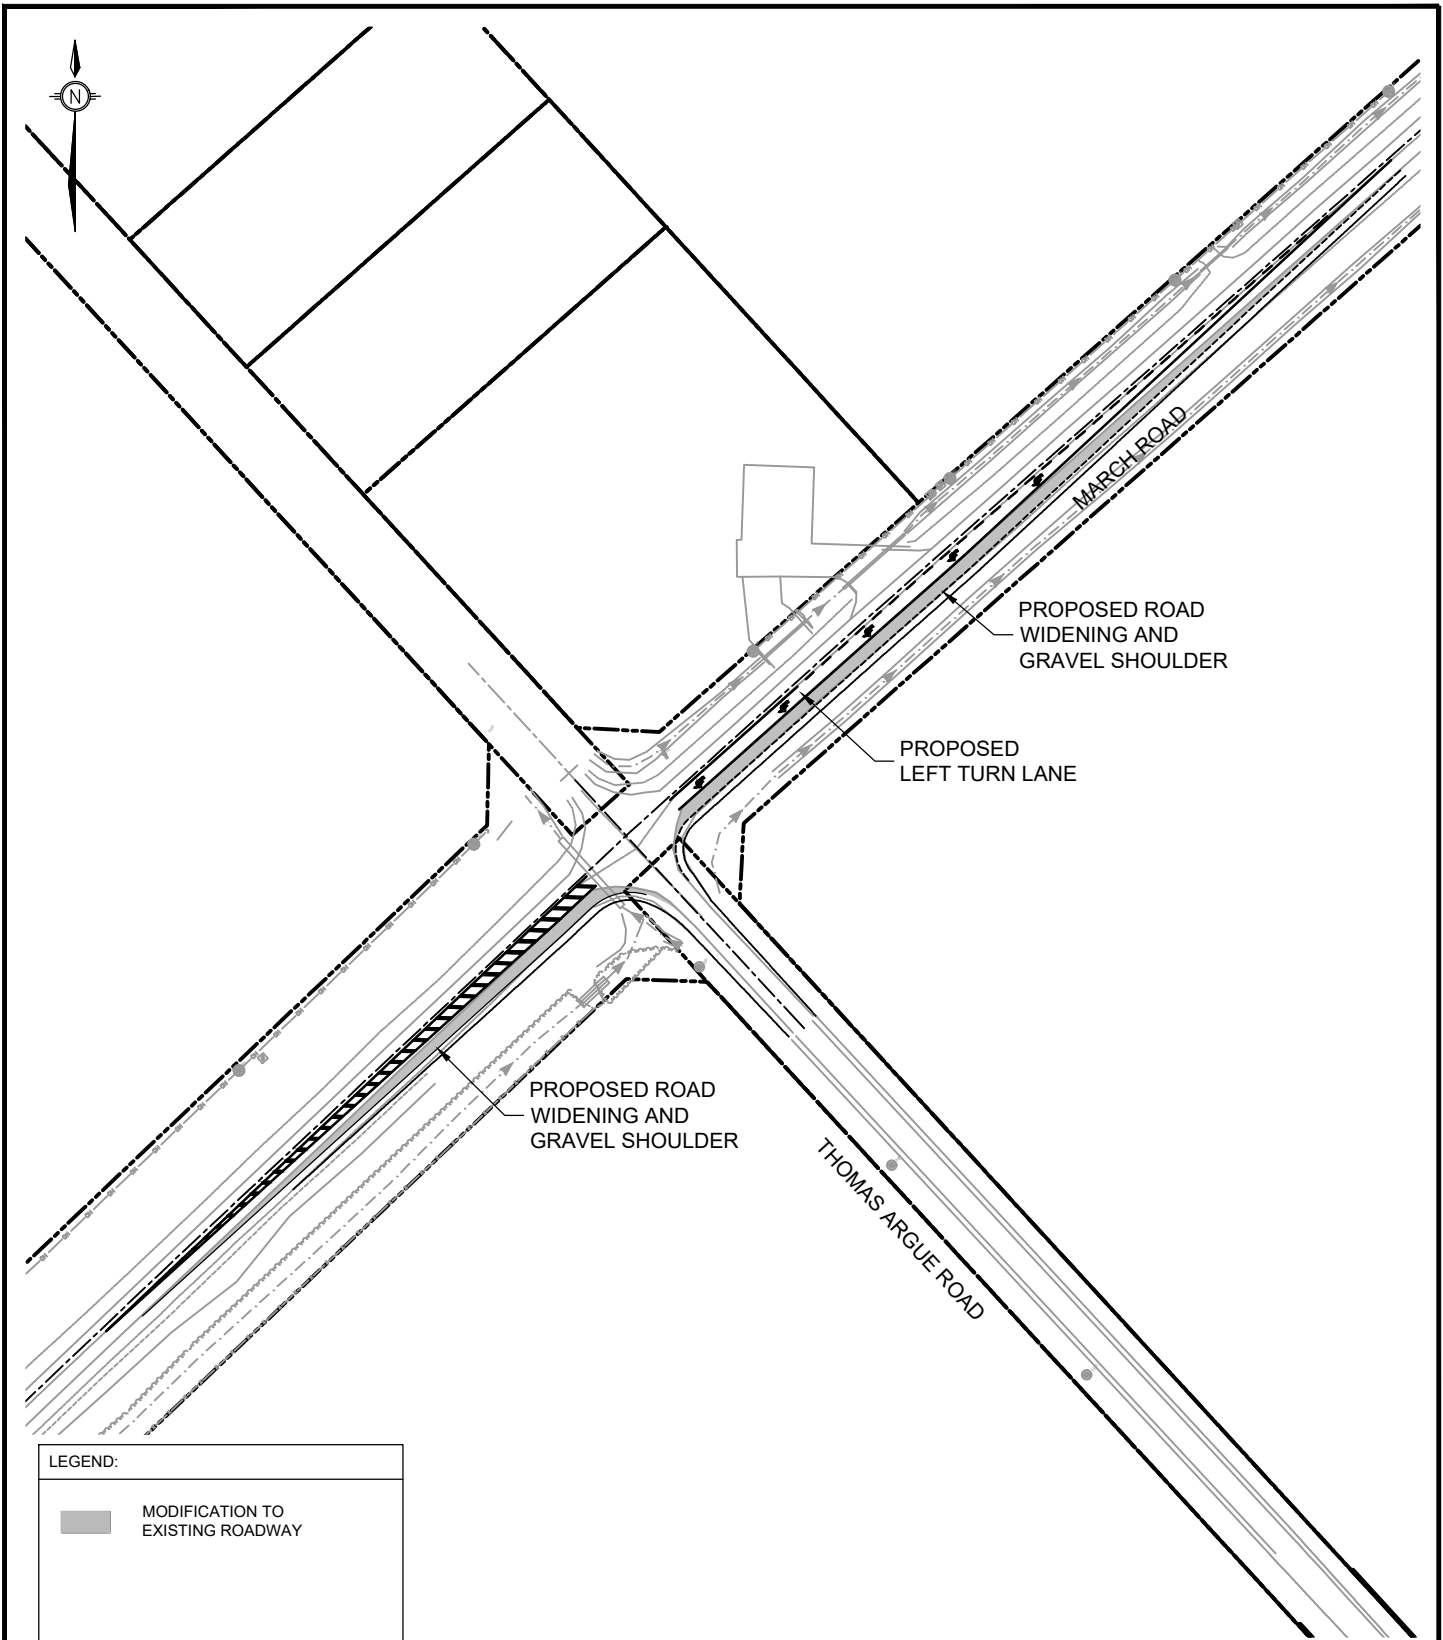 N
MARCH ROAD
PROPOSED ROAD
WIDENING AND
GRAVEL SHOULDER
PROPOSED
LEFT TURN LANE
PROPOSED ROAD
WIDENING AND
GRAVEL SHOULDER
THOMAS ARGUE ROAD
LEGEND:
MODIFICATION TO
EXISTING ROADWAY